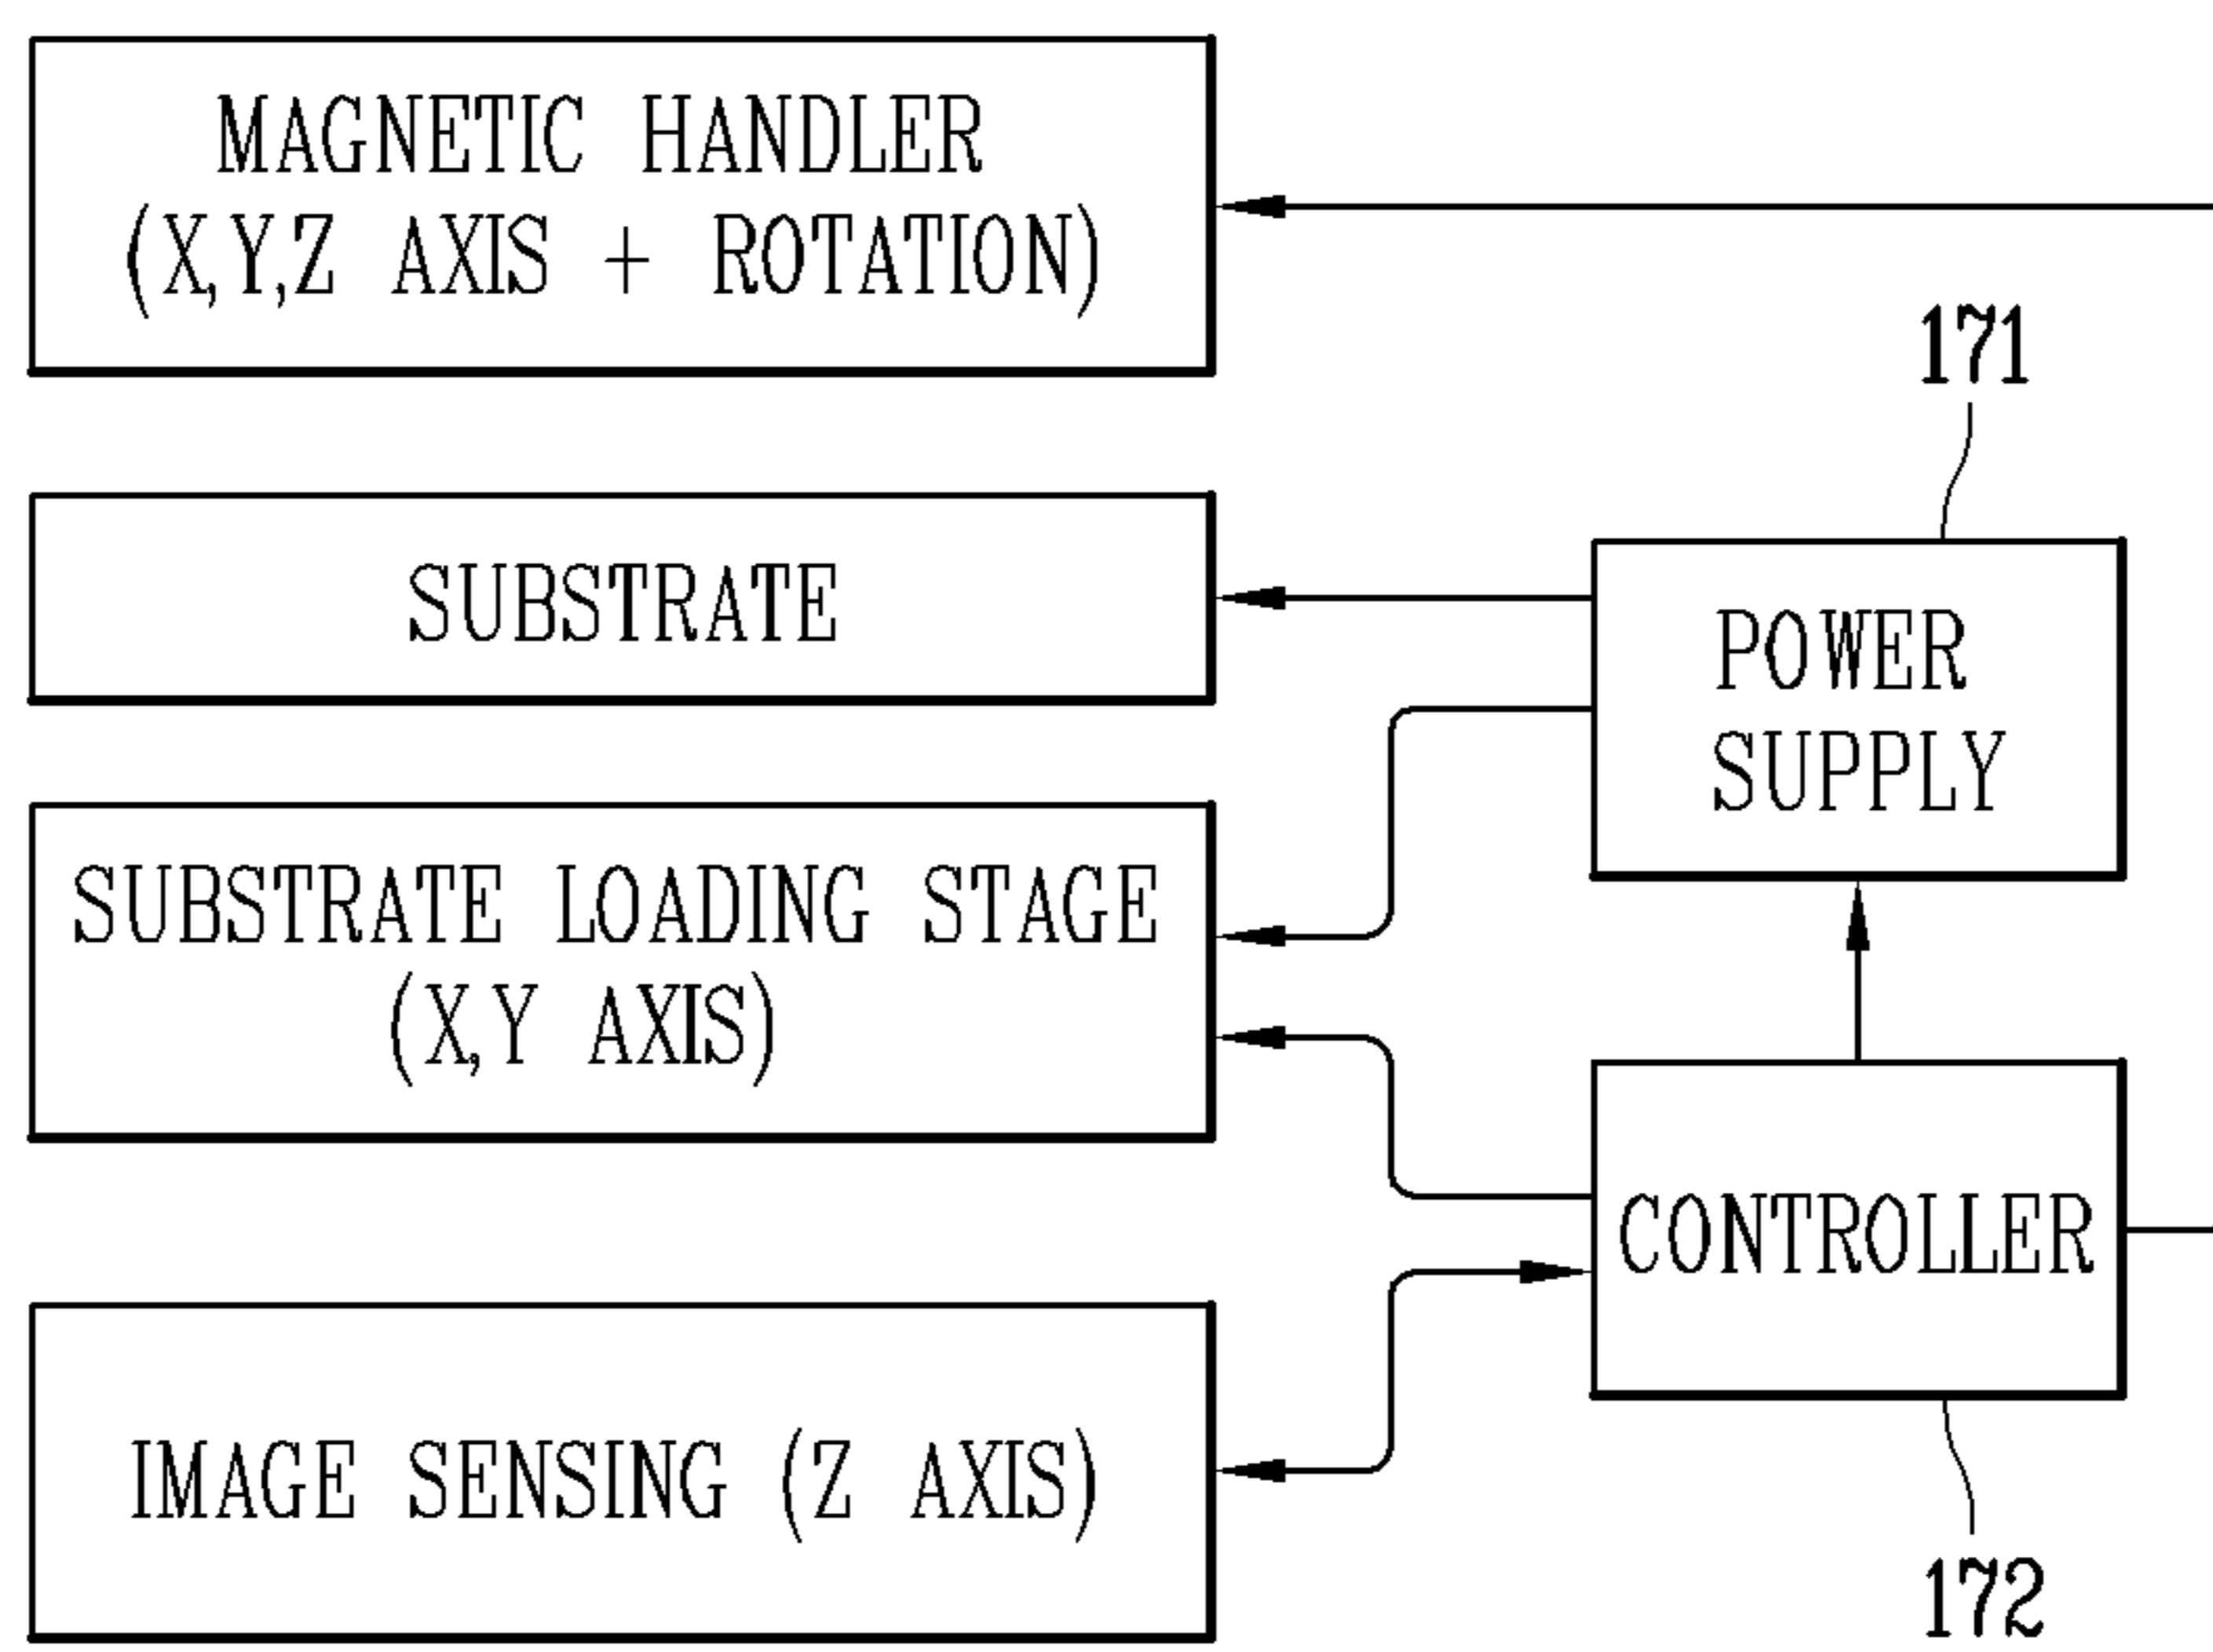 MAGNETIC HANDLER
(X,Y,Z AXIS + ROTATION)
171
SUBSTRATE
POWER
SUPPLY
SUBSTRATE LOADING STAGE
(X,Y AXIS)
CONTROLLER
IMAGE SENSING (Z AXIS)
172